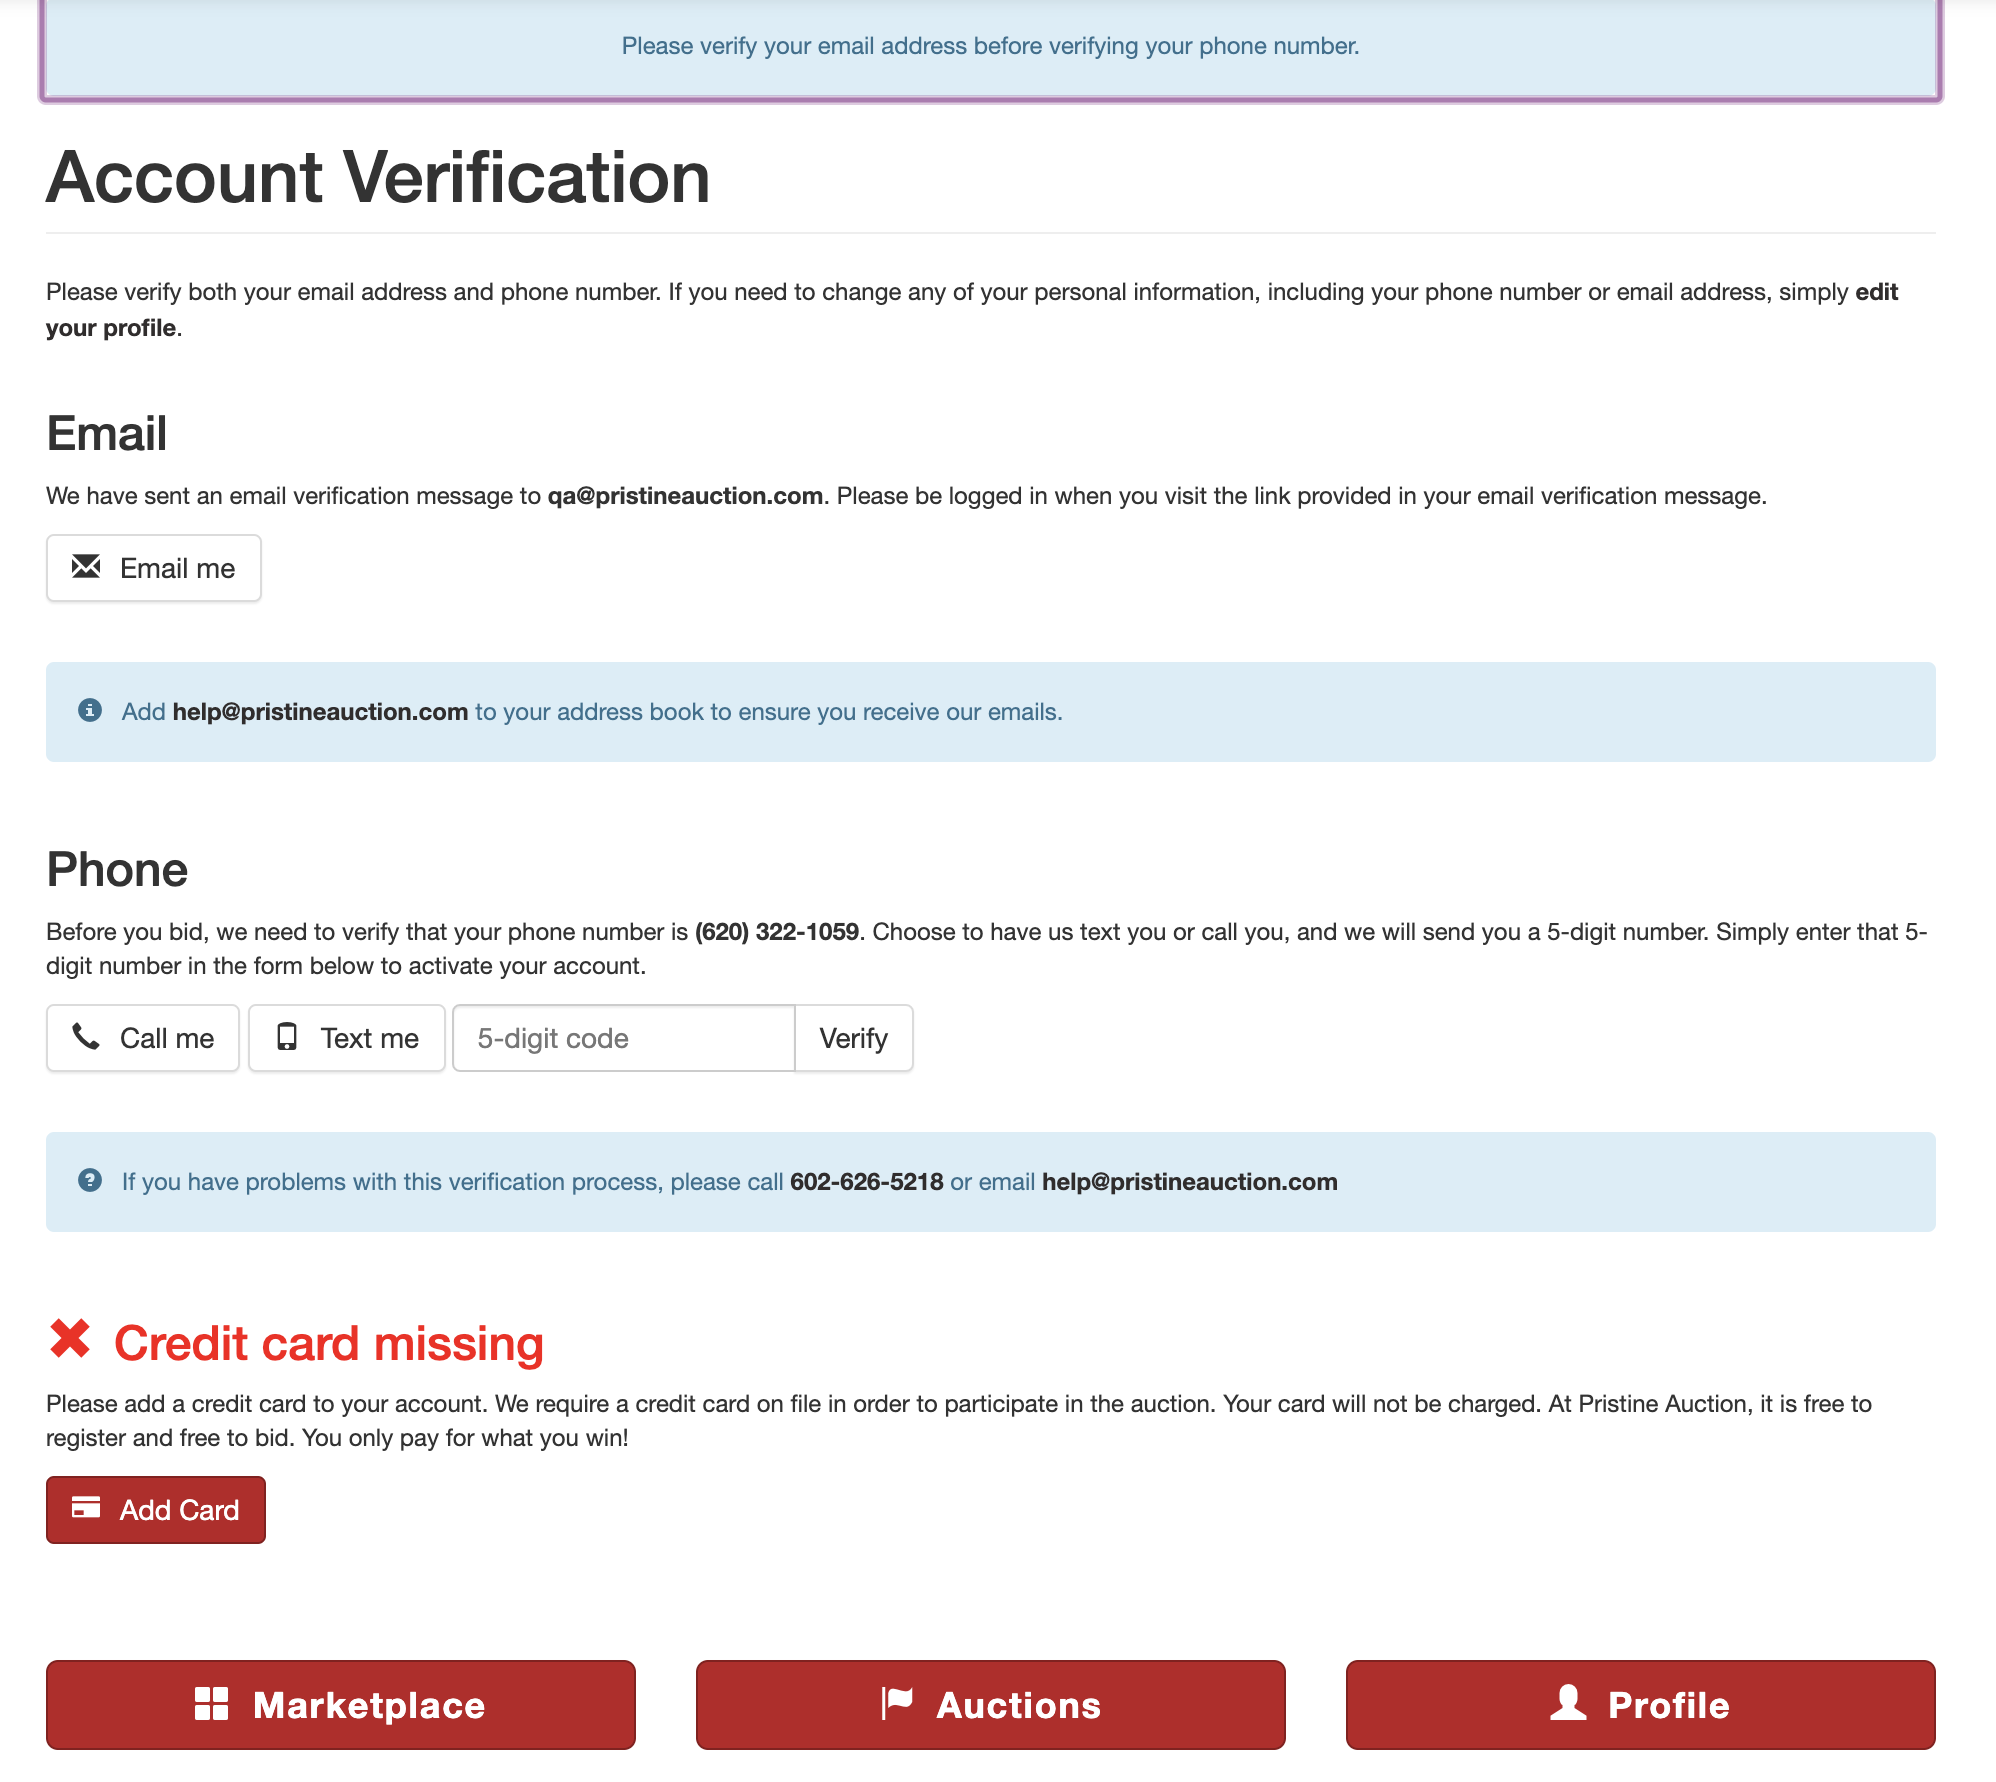 Please verify your email address before verifying your phone number.
Account Verification
Please verify both your email address and phone number. If you need to change any of your personal information, including your phone number or email address, simply edit
your profile.
Email
We have sent an email verification message to qa@pristineauction.com. Please be logged in when you visit the link provided in your email verification message.
Email me
Add help@pristineauction.com to your address book to ensure you receive our emails.
Phone
Before you bid, we need to verify that your phone number is (620) 322-1059. Choose to have us text you or call you, and we will send you a 5-digit number. Simply enter that 5-
digit number in the form below to activate your account.
Call me Text me 5-digit code Verify
If you have problems with this verification process, please call 602-626-5218 or email help@pristineauction.com
Credit card missing
Please add a credit card to your account. We require a credit card on file in order to participate in the auction. Your card will not be charged. At Pristine Auction, it is free to
register and free to bid. You only pay for what you win!
Add Card
Marketplace Auctions Profile